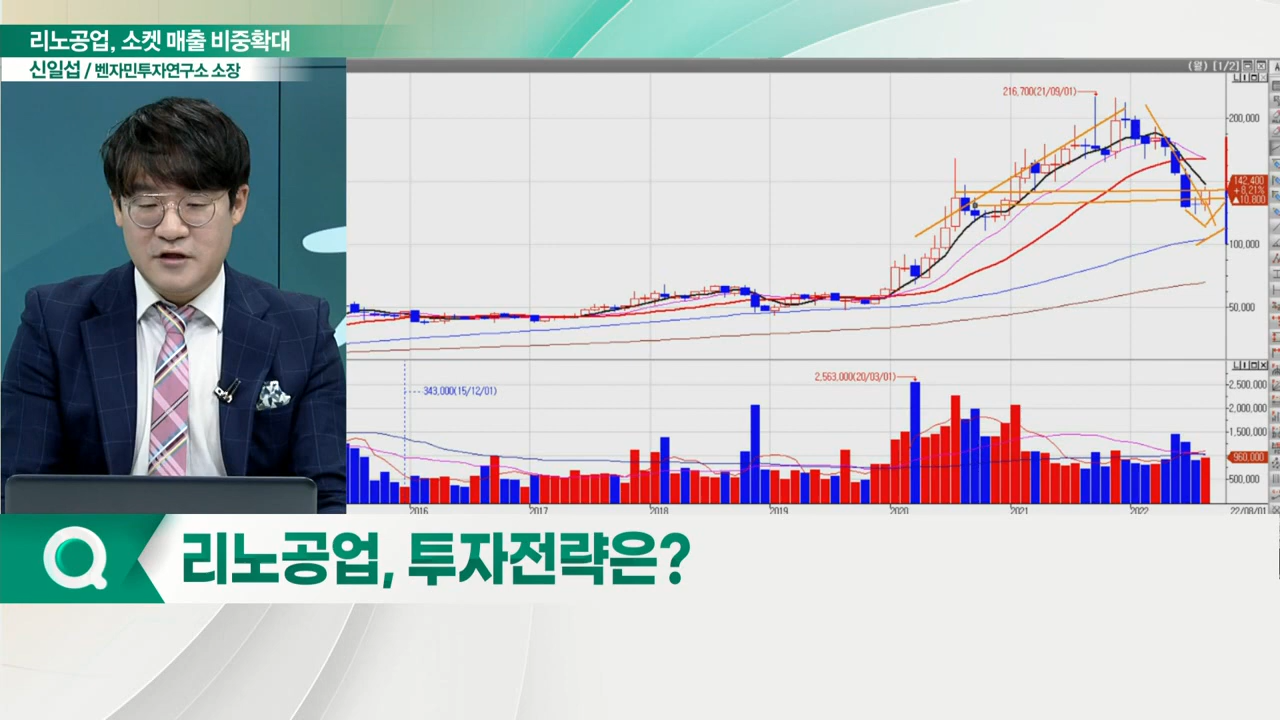 리노공업, 소켓 매출 비중확대
신일섭 / 벤자민투자연구소 소장
(월) [1/2]
216,700(21/09/01)
200,000
142,400
+8,21%
▲10,800
100,000
50,000
2,563,000(20/03/01)
343,000(15/12/01)
2,500,000
2,000,000
1,500,000
960,000
500,000
2016 2017 2018 2019 2020 2021 2022 22/08/01
리노공업, 투자전략은?